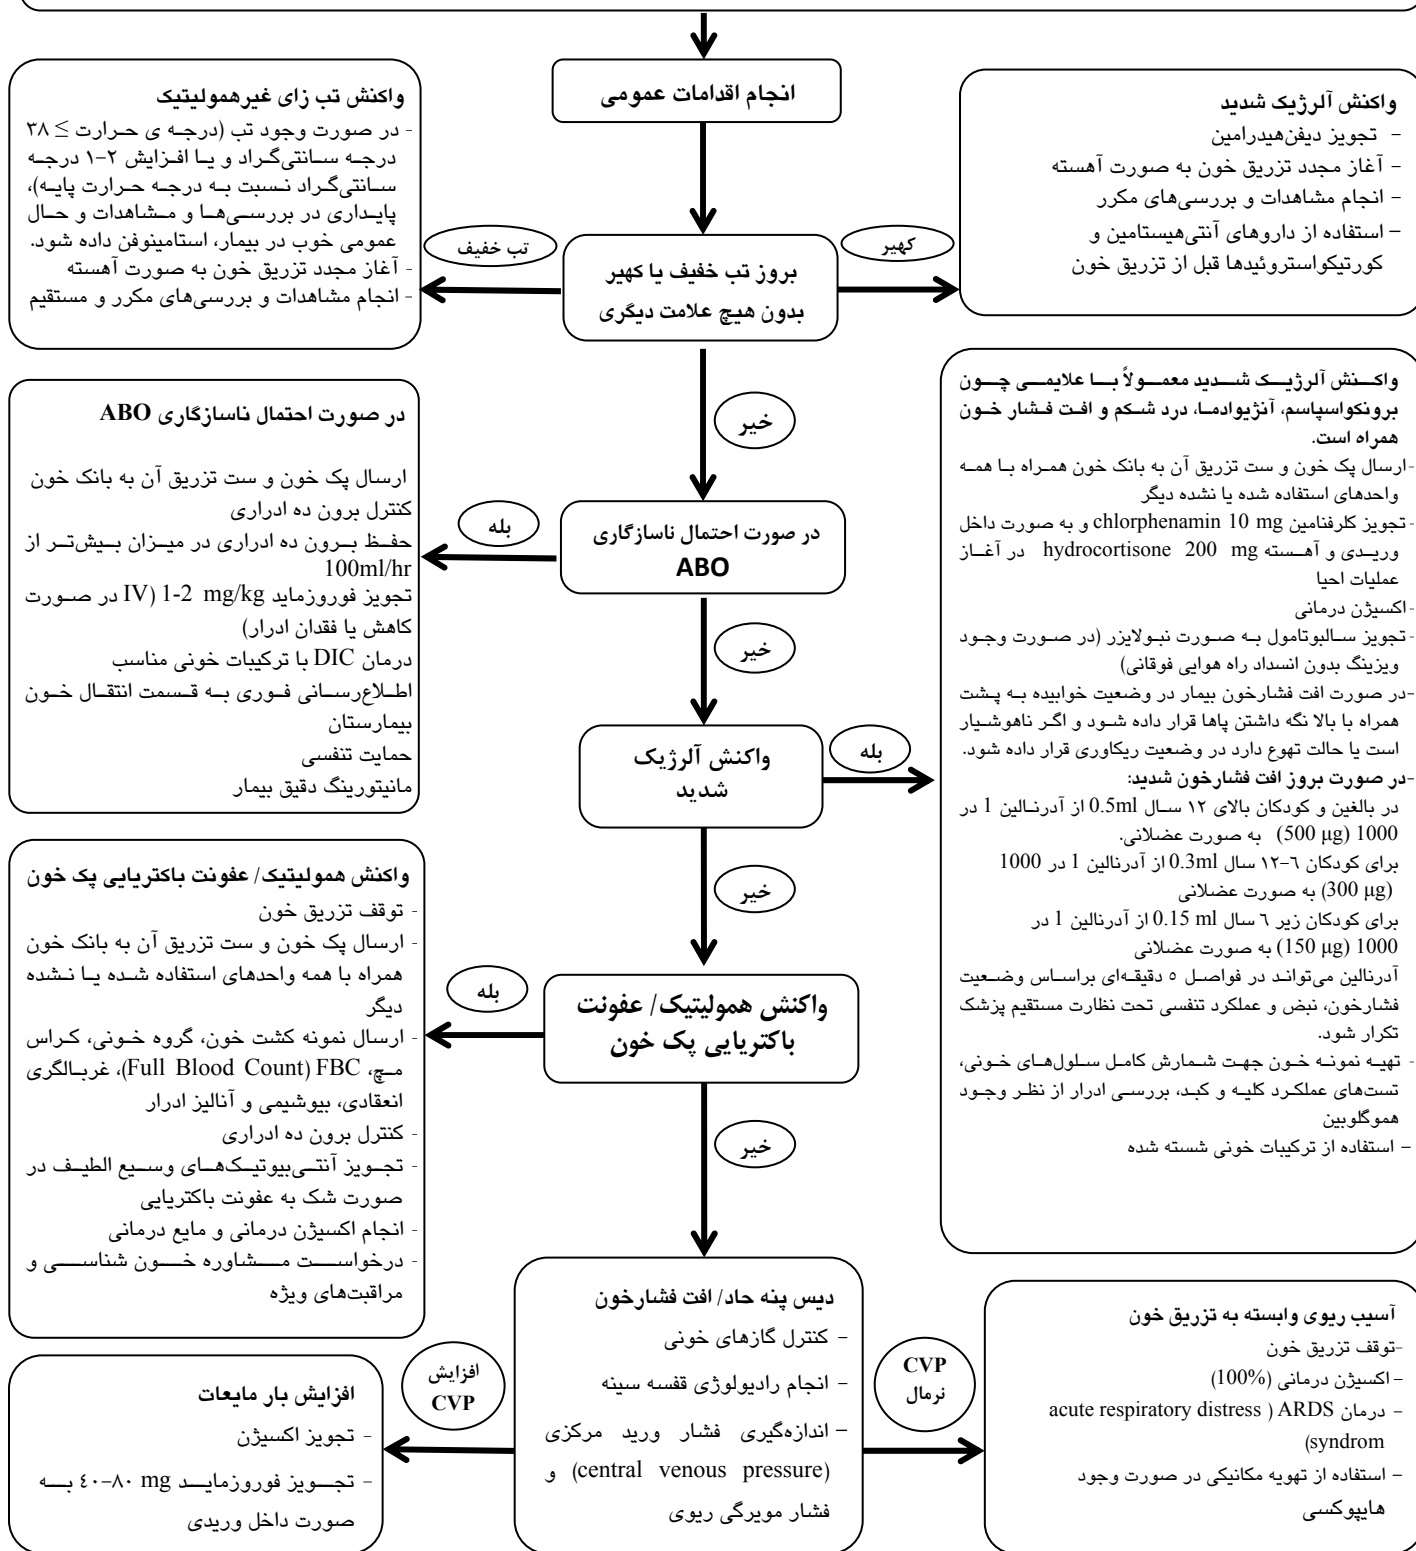 انجام اقدامات عمومی
واکنش آلرژیک شدید
- تجویز دیفن‌هیدرامین
- آغاز مجدد تزریق خون به صورت آهسته
- انجام مشاهدات و بررسی‌های مکرر
- استفاده از داروهای آنتی‌هیستامین و
کورتیکواستروئیدها قبل از تزریق خون
واکنش تب زای غیرهمولیتیک
- در صورت وجود تب (درجه ی حرارت ≥ ۳۸
درجه سانتی‌گراد و یا افزایش ۲-۱ درجه
سانتی‌گراد نسبت به درجه حرارت پایه)،
پایداری در بررسی‌ها و مشاهدات و حال
عمومی خوب در بیمار، استامینوفن داده شود.
- آغاز مجدد تزریق خون به صورت آهسته
- انجام مشاهدات و بررسی‌های مکرر و مستقیم
کهیر
تب خفیف
بروز تب خفیف یا کهیر
بدون هیچ علامت دیگری
خیر
در صورت احتمال ناسازگاری
ABO
بله
در صورت احتمال ناسازگاری ABO
ارسال پک خون و ست تزریق آن به بانک خون
کنترل برون ده ادراری
حفظ برون ده ادراری در میزان بیش‌تر از
100ml/hr
تجویز فوروزماید 1-2 mg/kg (IV در صورت
کاهش یا فقدان ادرار)
درمان DIC با ترکیبات خونی مناسب
اطلاع‌رسانی فوری به قسمت انتقال خون
بیمارستان
حمایت تنفسی
مانیتورینگ دقیق بیمار
خیر
واکنش آلرژیک
شدید
بله
واکنش آلرژیک شدید معمولاً با علایمی چون
برونکواسپاسم، آنژیوادما، درد شکم و افت فشار خون
همراه است.
-ارسال پک خون و ست تزریق آن به بانک خون همراه با همه
واحدهای استفاده شده یا نشده دیگر
-تجویز کلرفنامین chlorphenamin 10 mg و به صورت داخل
وریدی و آهسته hydrocortisone 200 mg در آغاز
عملیات احیا
-اکسیژن درمانی
-تجویز سالبوتامول به صورت نبولایزر (در صورت وجود
ویزینگ بدون انسداد راه هوایی فوقانی)
-در صورت افت فشارخون بیمار در وضعیت خوابیده به پشت
همراه با بالا نگه داشتن پاها قرار داده شود و اگر ناهوشیار
است یا حالت تهوع دارد در وضعیت ریکاوری قرار داده شود.
-در صورت بروز افت فشارخون شدید:
در بالغین و کودکان بالای ۱۲ سال 0.5ml از آدرنالین 1 در
1000 (500 μg) به صورت عضلانی.
برای کودکان ۶-۱۲ سال 0.3ml از آدرنالین 1 در 1000
(300 μg) به صورت عضلانی
برای کودکان زیر ۶ سال 0.15 ml از آدرنالین 1 در
1000 (150 μg) به صورت عضلانی
آدرنالین می‌تواند در فواصل ۵ دقیقه‌ای براساس وضعیت
فشارخون، نبض و عملکرد تنفسی تحت نظارت مستقیم پزشک
تکرار شود.
- تهیه نمونه خون جهت شمارش کامل سلول‌های خونی،
تست‌های عملکرد کلیه و کبد، بررسی ادرار از نظر وجود
هموگلوبین
- استفاده از ترکیبات خونی شسته شده
خیر
واکنش همولیتیک/ عفونت
باکتریایی پک خون
بله
واکنش همولیتیک/ عفونت باکتریایی پک خون
- توقف تزریق خون
- ارسال پک خون و ست تزریق آن به بانک خون
همراه با همه واحدهای استفاده شده یا نشده
دیگر
- ارسال نمونه کشت خون، گروه خونی، کراس
مچ، FBC (Full Blood Count)، غربالگری
انعقادی، بیوشیمی و آنالیز ادرار
- کنترل برون ده ادراری
- تجویز آنتی‌بیوتیک‌های وسیع الطیف در
صورت شک به عفونت باکتریایی
- انجام اکسیژن درمانی و مایع درمانی
- درخواست مشاوره خون شناسی و
مراقبت‌های ویژه
خیر
دیس پنه حاد/ افت فشارخون
- کنترل گازهای خونی
- انجام رادیولوژی قفسه سینه
- اندازه‌گیری فشار ورید مرکزی
(central venous pressure) و
فشار مویرگی ریوی
CVP
نرمال
آسیب ریوی وابسته به تزریق خون
-توقف تزریق خون
- اکسیژن درمانی (100%)
- درمان ARDS ( acute respiratory distress
syndrom)
- استفاده از تهویه مکانیکی در صورت وجود
هایپوکسی
افزایش
CVP
افزایش بار مایعات
- تجویز اکسیژن
- تجویز فوروزماید ۴۰-۸۰ mg به
صورت داخل وریدی